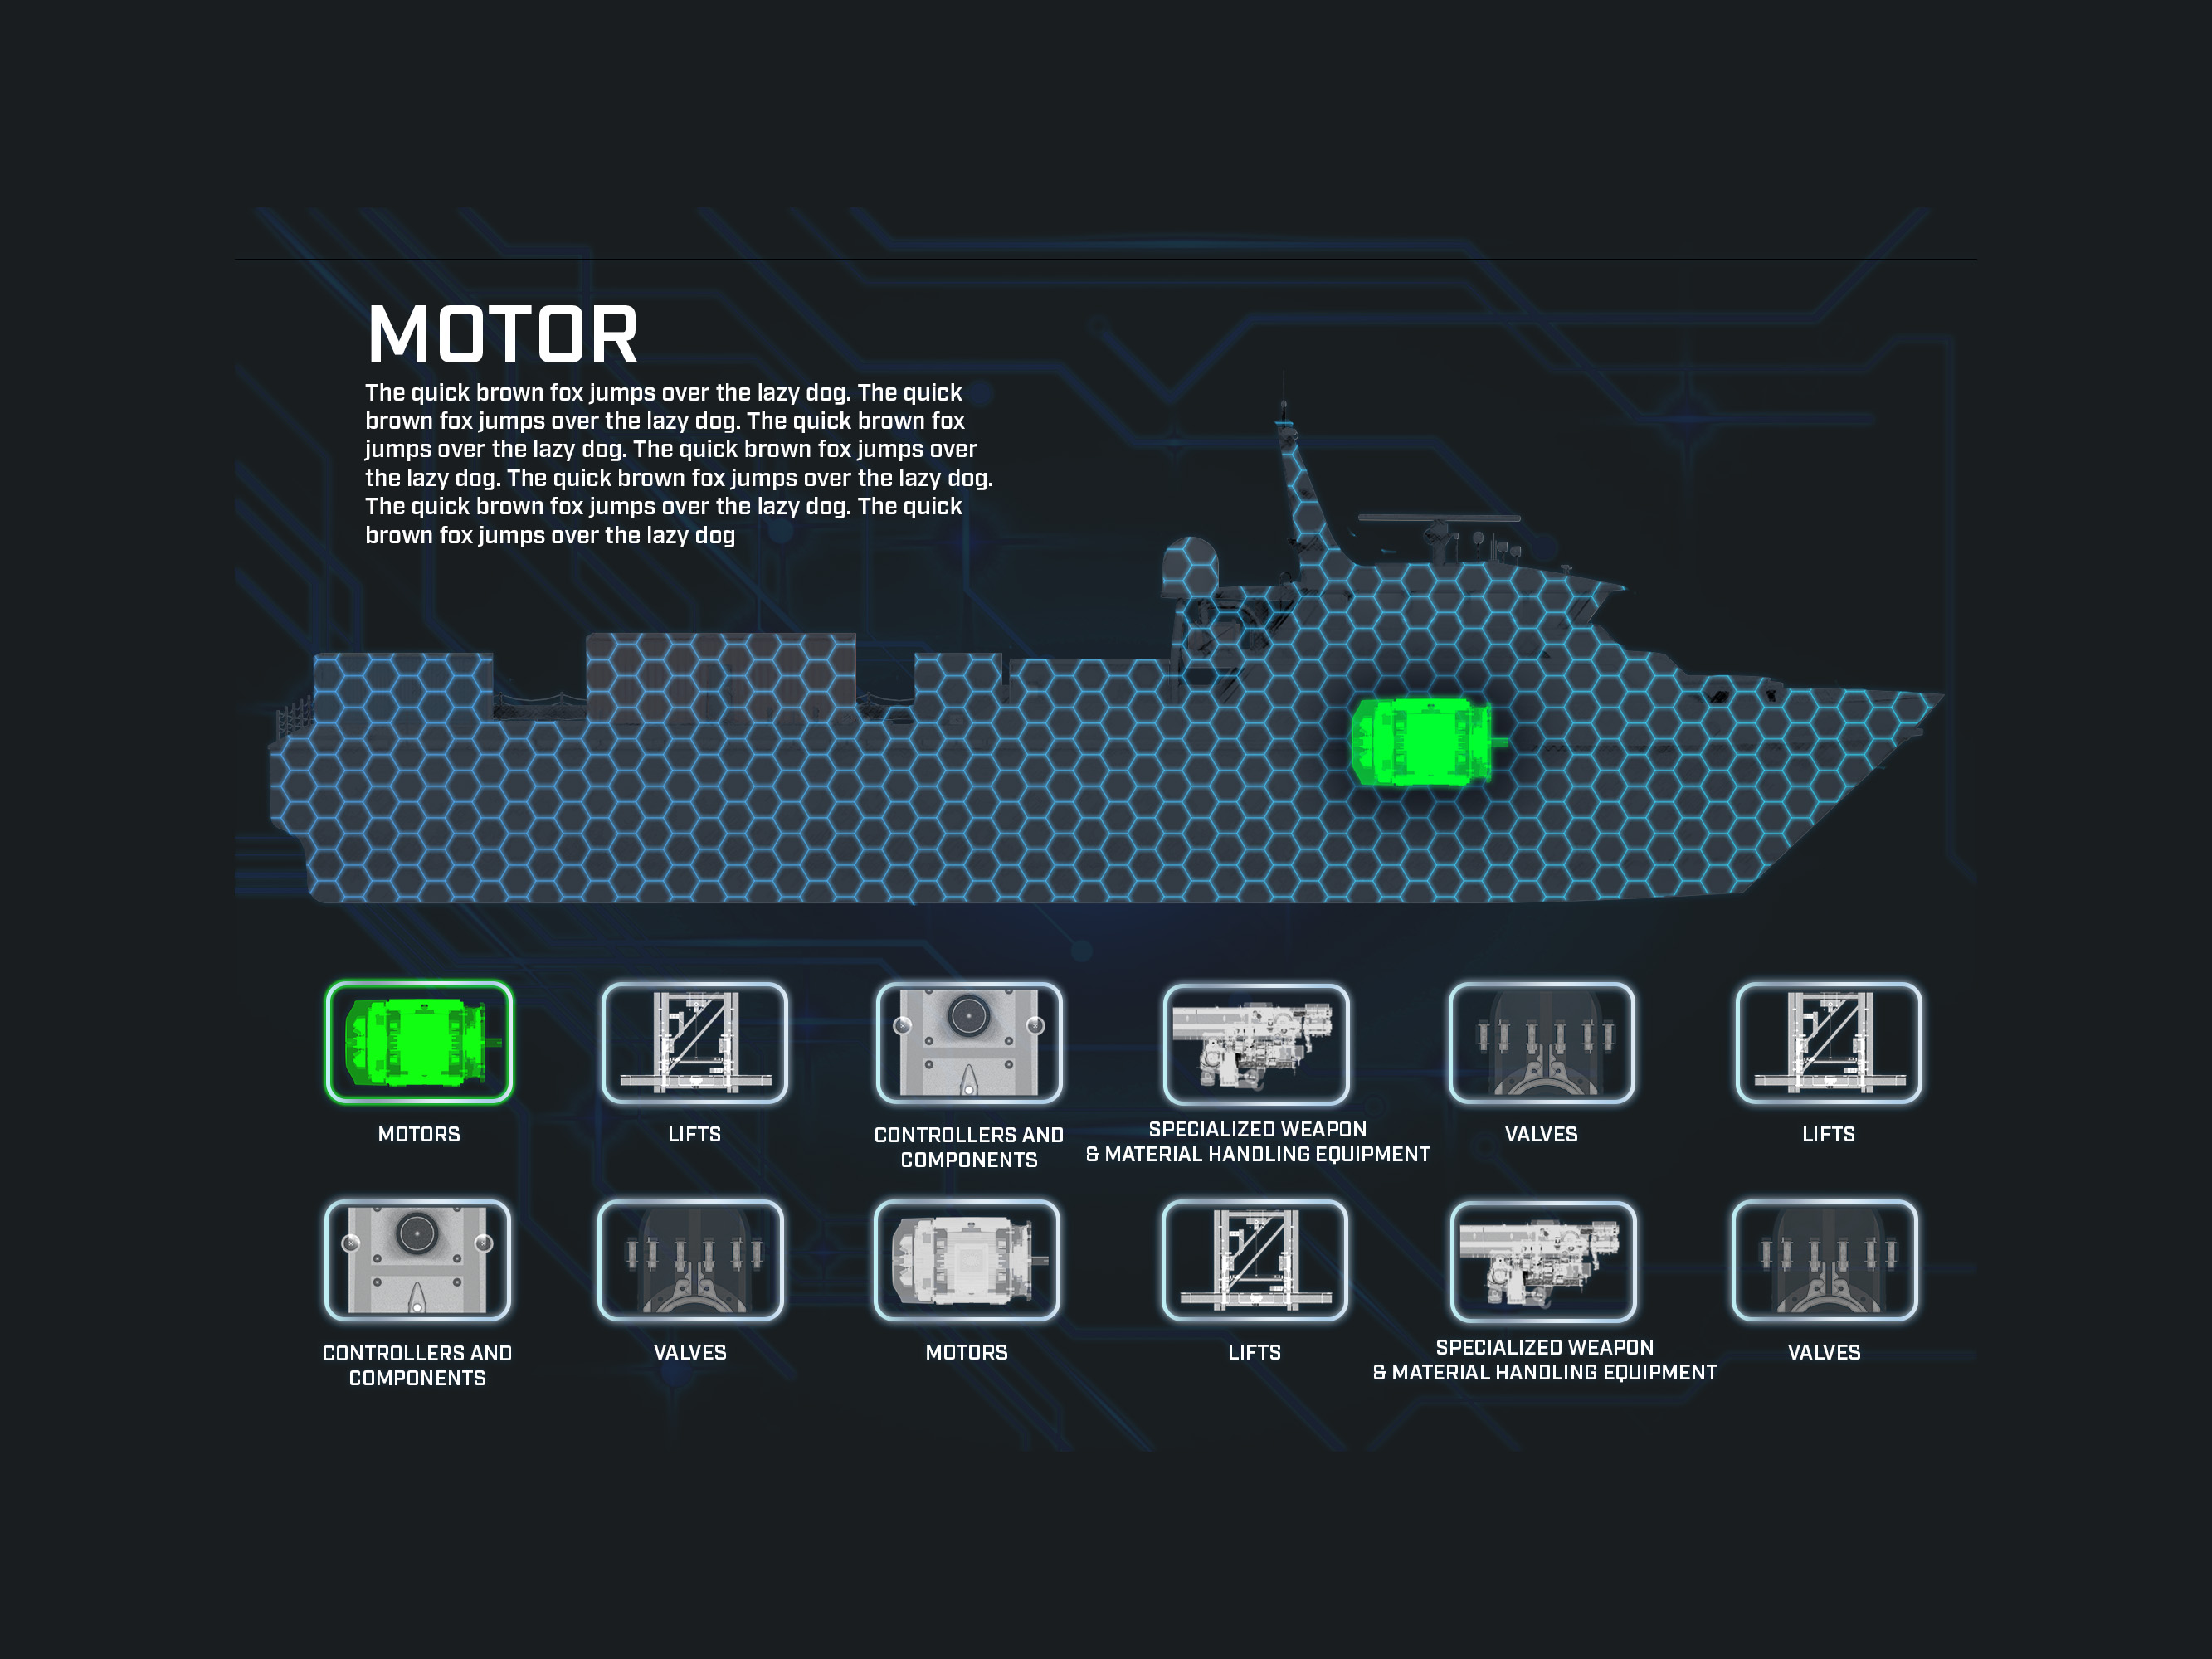 MOTOR
The quick brown fox jumps over the lazy dog. The quick
brown fox jumps over the lazy dog. The quick brown fox
jumps over the lazy dog. The quick brown fox jumps over
the lazy dog. The quick brown fox jumps over the lazy dog.
The quick brown fox jumps over the lazy dog. The quick
brown fox jumps over the lazy dog
MOTORS
LIFTS
CONTROLLERS AND
COMPONENTS
SPECIALIZED WEAPON
& MATERIAL HANDLING EQUIPMENT
VALVES
LIFTS
CONTROLLERS AND
COMPONENTS
VALVES
MOTORS
LIFTS
SPECIALIZED WEAPON
& MATERIAL HANDLING EQUIPMENT
VALVES